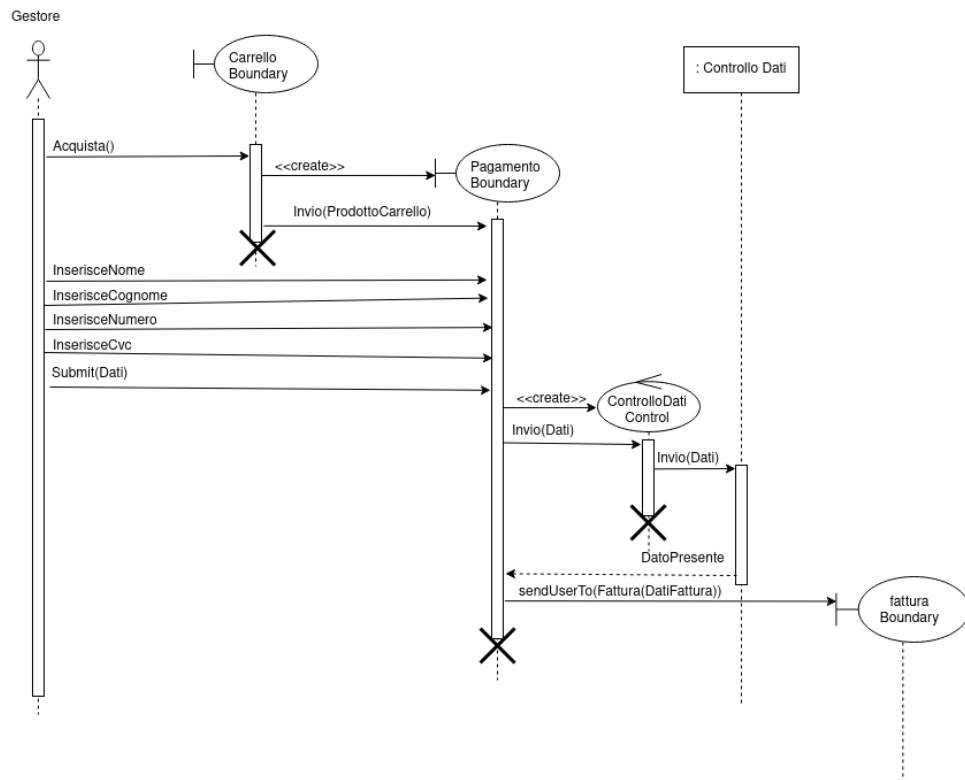 Gestore
Carrello
Boundary
: Controllo Dati
Acquista()
<<create>>
Pagamento
Boundary
Invio(ProdottoCarrello)
InserisceNome
InserisceCognome
InserisceNumero
InserisceCvc
Submit(Dati)
<<create>>
ControlloDati
Control
Invio(Dati)
Invio(Dati)
DatoPresente
sendUserTo(Fattura(DatiFattura))
fattura
Boundary